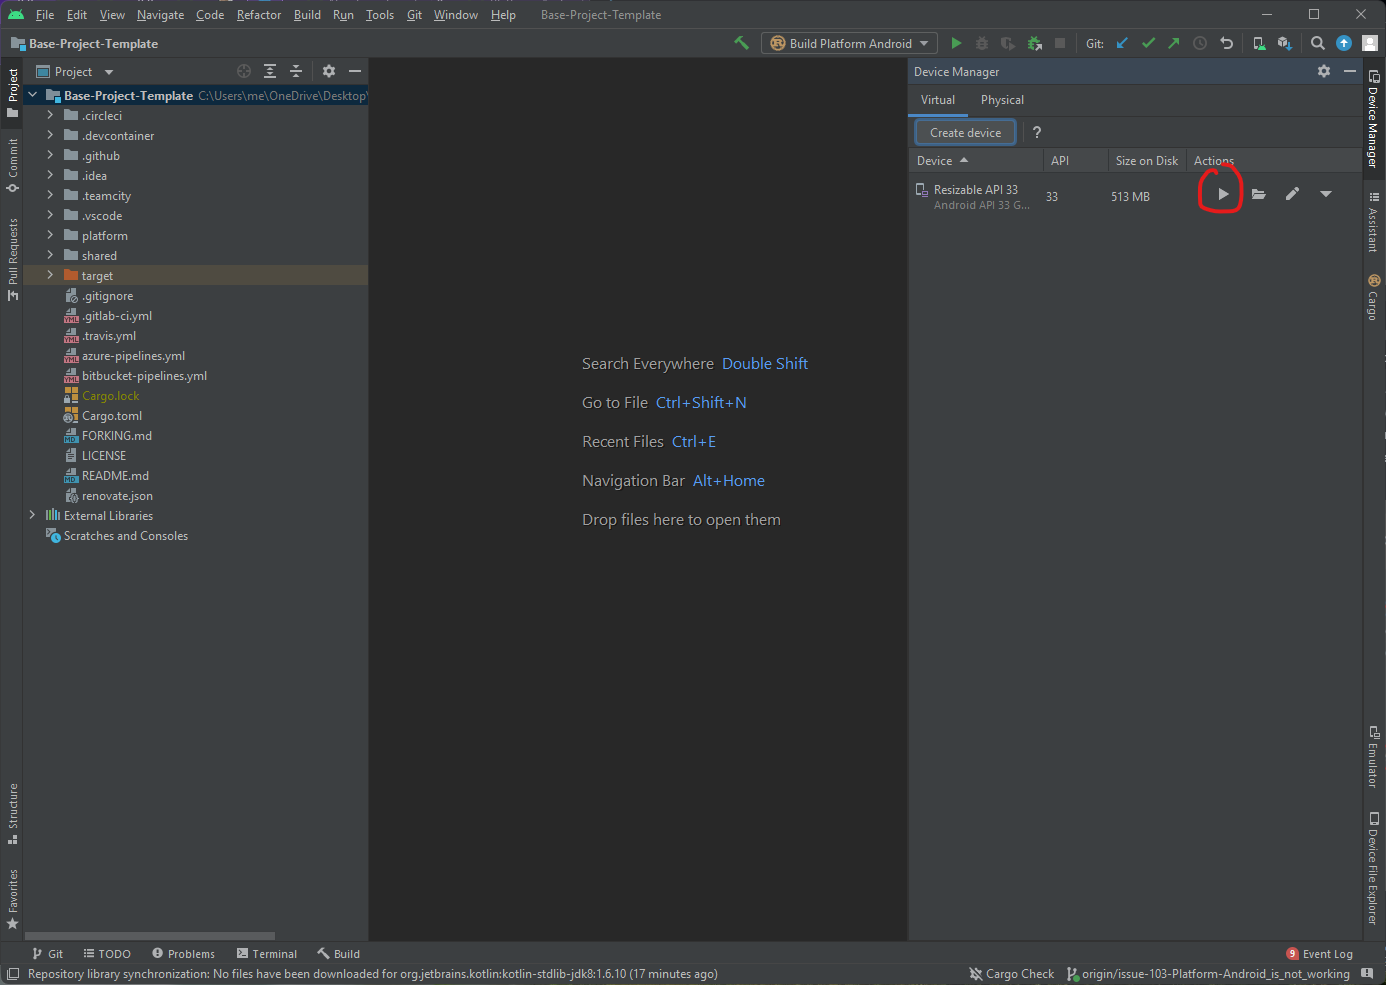 File Edit View Navigate Code Refactor Build Run Tools Git Window Help Base-Project-Template
Base-Project-Template
Build Platform Android
Git:
Project
Project
Commit
Pull Requests
Structure
Favorites
Base-Project-Template C:\Users\me\OneDrive\Desktop\
.circleci
.devcontainer
.github
.idea
.teamcity
.vscode
platform
shared
target
.gitignore
.gitlab-ci.yml
.travis.yml
azure-pipelines.yml
bitbucket-pipelines.yml
Cargo.lock
Cargo.toml
FORKING.md
LICENSE
README.md
renovate.json
External Libraries
Scratches and Consoles
Search Everywhere Double Shift
Go to File Ctrl+Shift+N
Recent Files Ctrl+E
Navigation Bar Alt+Home
Drop files here to open them
Device Manager
Virtual Physical
Create device ?
Device API Size on Disk Actions
Resizable API 33
Android API 33 G...
33 513 MB
Device Manager
Assistant
Cargo
Emulator
Device File Explorer
Git TODO Problems Terminal Build
9 Event Log
Repository library synchronization: No files have been downloaded for org.jetbrains.kotlin:kotlin-stdlib-jdk8:1.6.10 (17 minutes ago)
Cargo Check origin/issue-103-Platform-Android_is_not_working